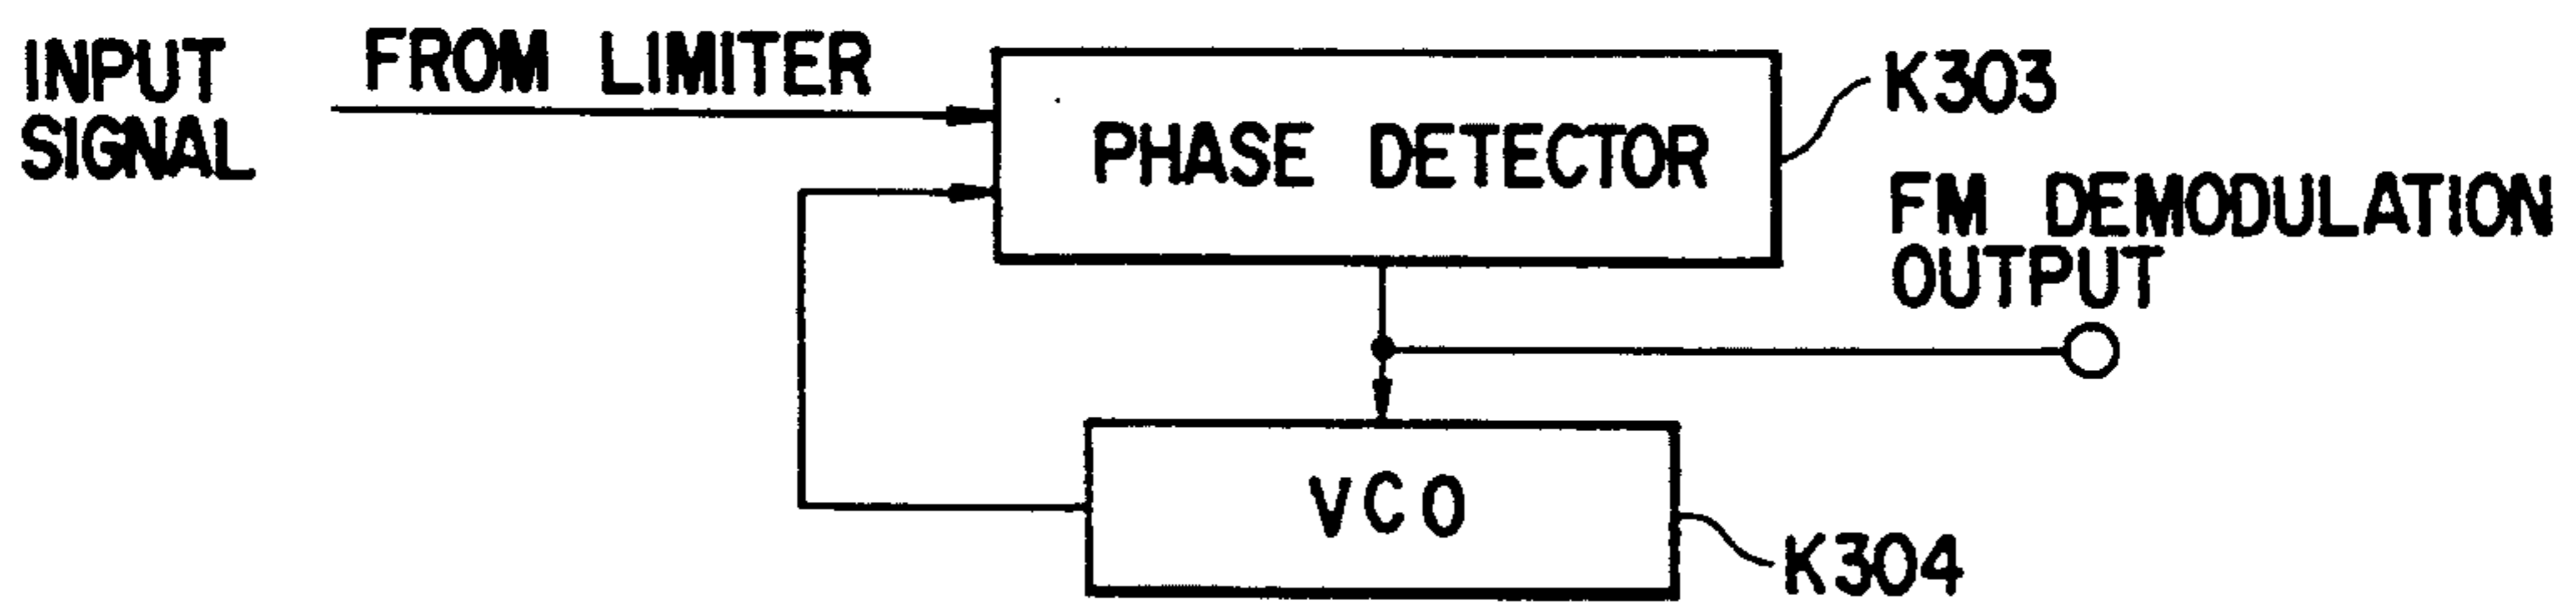 INPUT
SIGNAL
FROM LIMITER
PHASE DETECTOR
K303
FM DEMODULATION
OUTPUT
VCO
K304